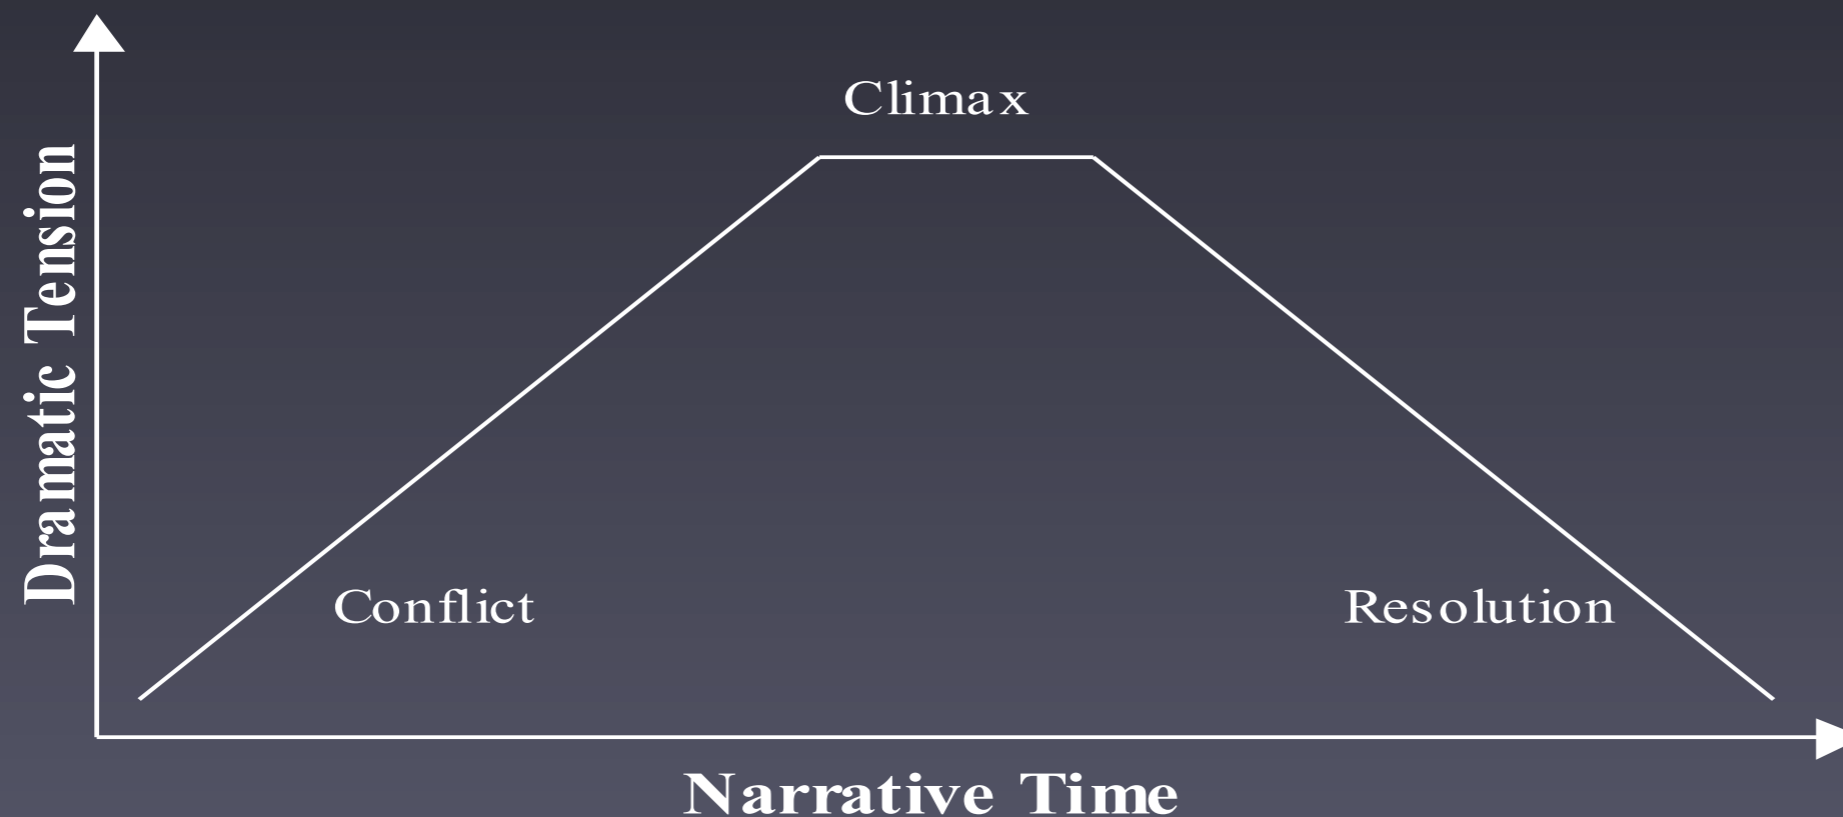 Climax
Dramatic Tension
Conflict
Resolution
Narrative Time